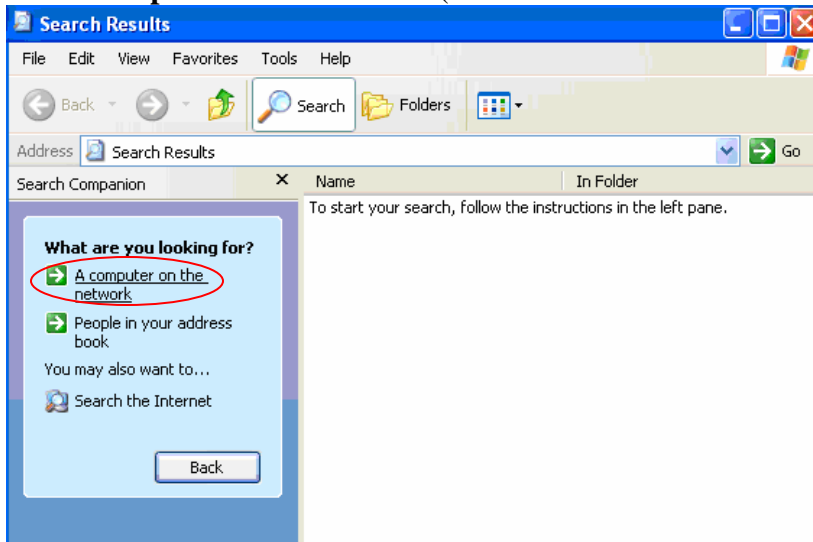 Search Results
File Edit View Favorites Tools Help
Back Search Folders
Address Search Results Go
Search Companion Name In Folder
To start your search, follow the instructions in the left pane.
What are you looking for?
A computer on the
network
People in your address
book
You may also want to...
Search the Internet
Back